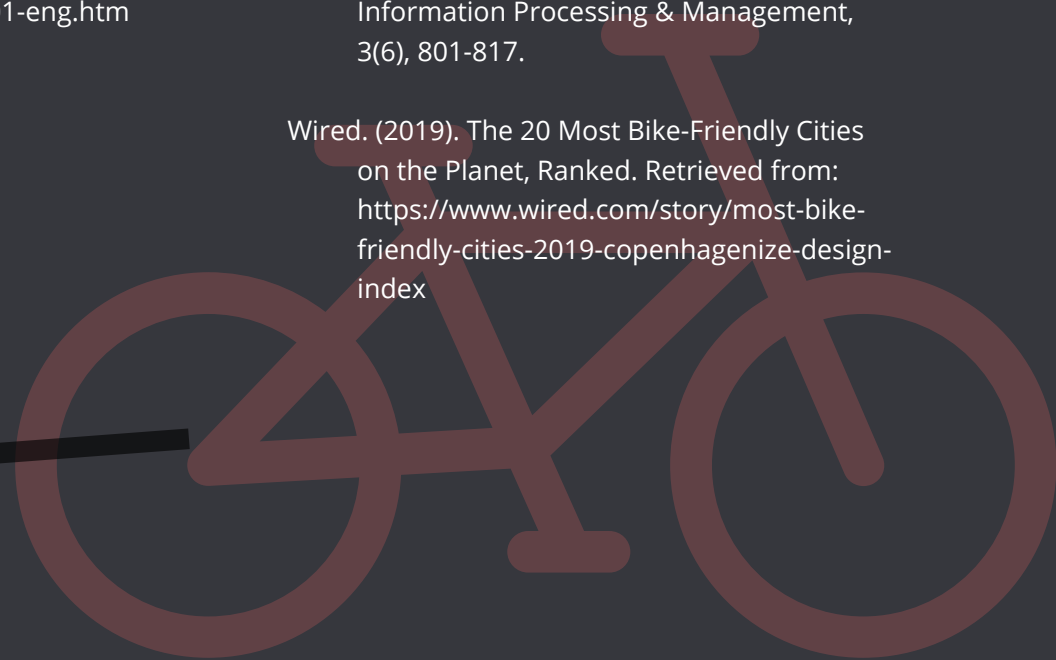 1-eng.htm
Information Processing & Management,
3(6), 801-817.
Wired. (2019). The 20 Most Bike-Friendly Cities
on the Planet, Ranked. Retrieved from:
https://www.wired.com/story/most-bike-
friendly-cities-2019-copenhagenize-design-
index